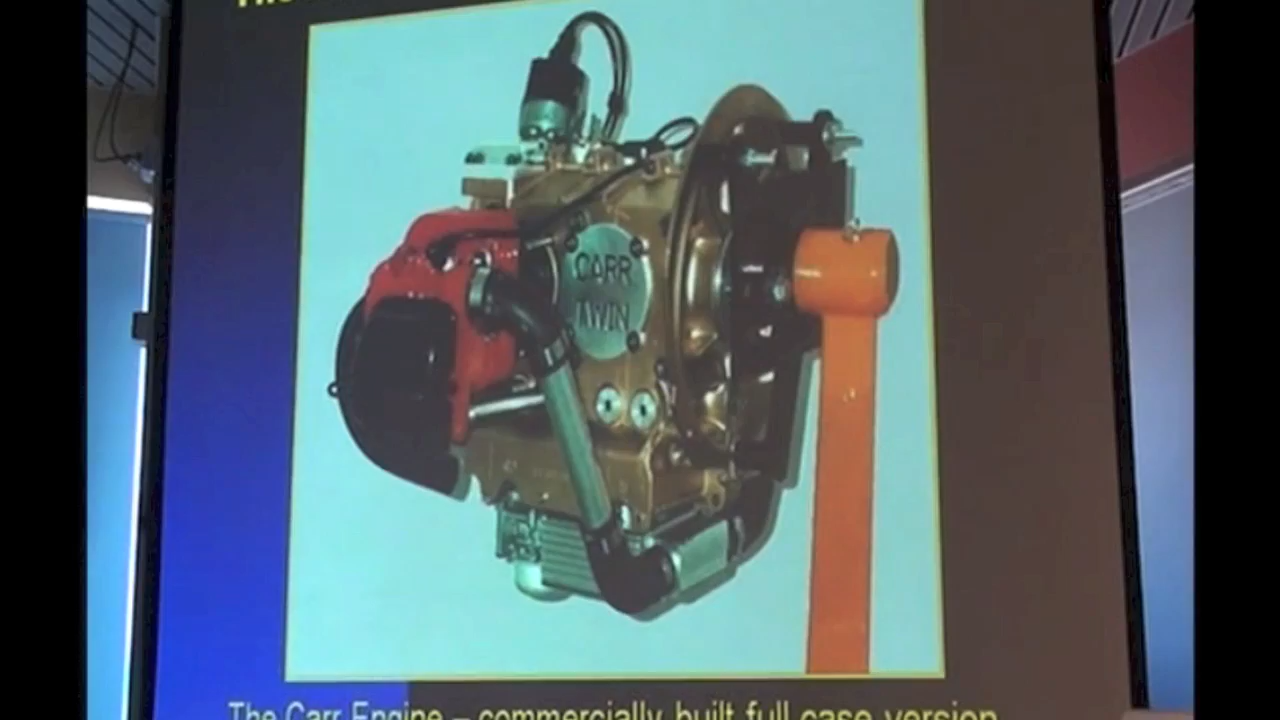 CARR
TWIN
The Carr Engine – commercially built full case version